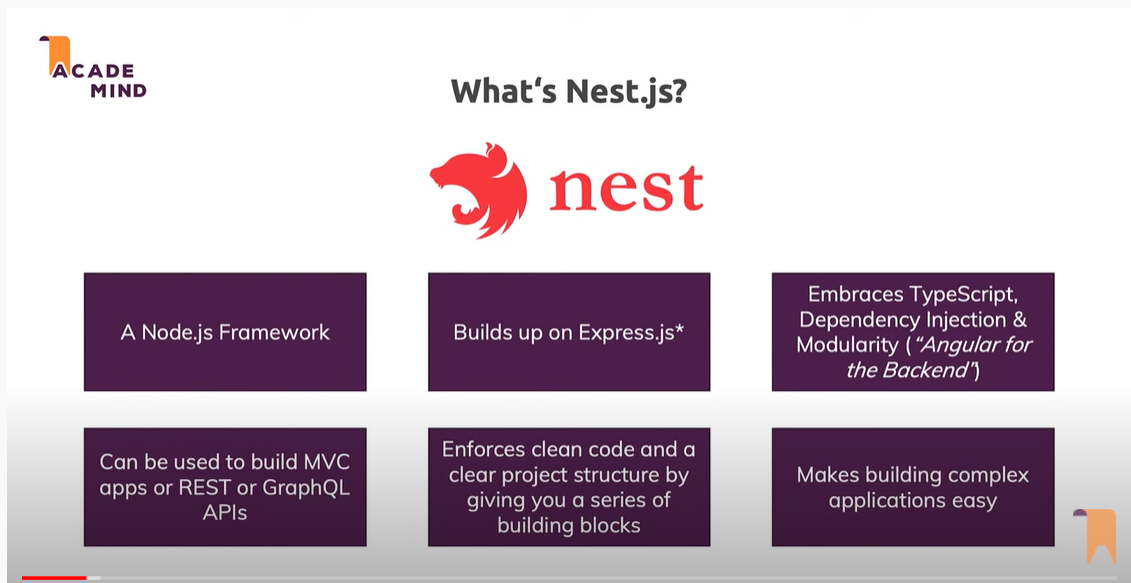 ACADE
MIND
What‘s Nest.js?
nest
A Node.js Framework
Builds up on Express.js*
Embraces TypeScript,
Dependency Injection &
Modularity (“Angular for
the Backend”)
Can be used to build MVC
apps or REST or GraphQL
APIs
Enforces clean code and a
clear project structure by
giving you a series of
building blocks
Makes building complex
applications easy